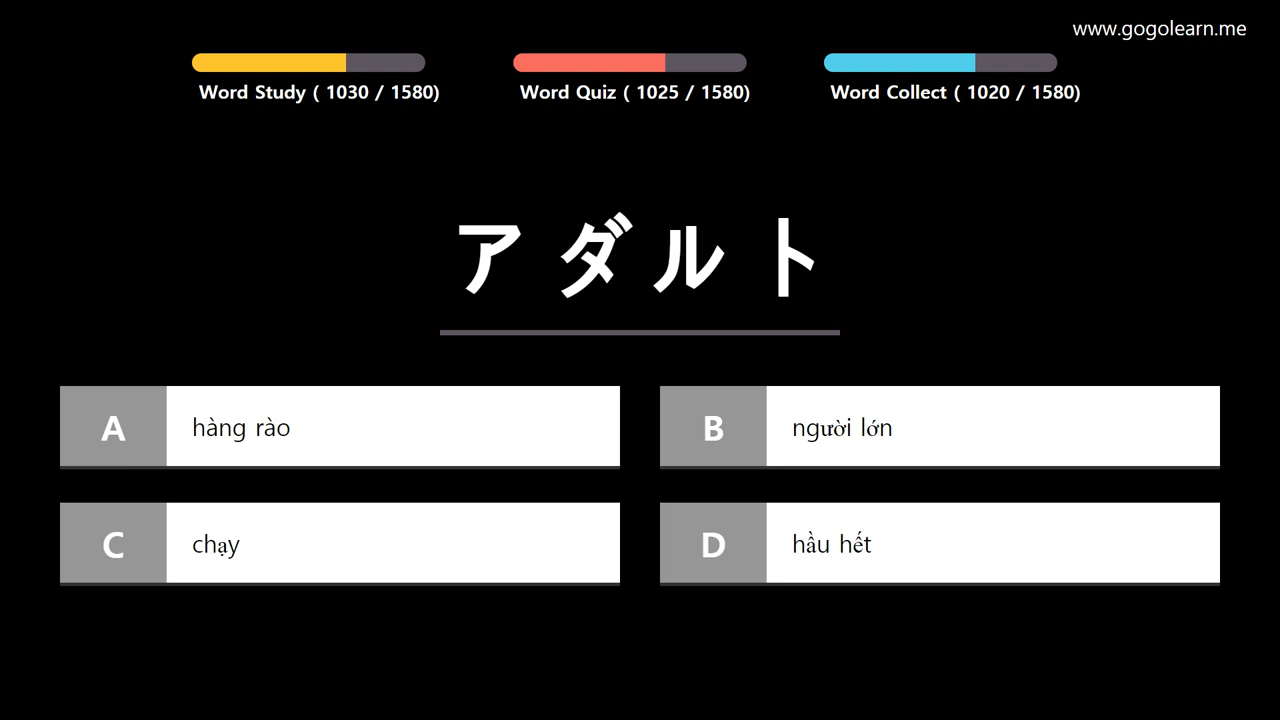 www.gogolearn.me
Word Study ( 1030 / 1580)
Word Quiz ( 1025 / 1580)
Word Collect ( 1020 / 1580)
アダルト
A hàng rào
B người lớn
C chạy
D hầu hết